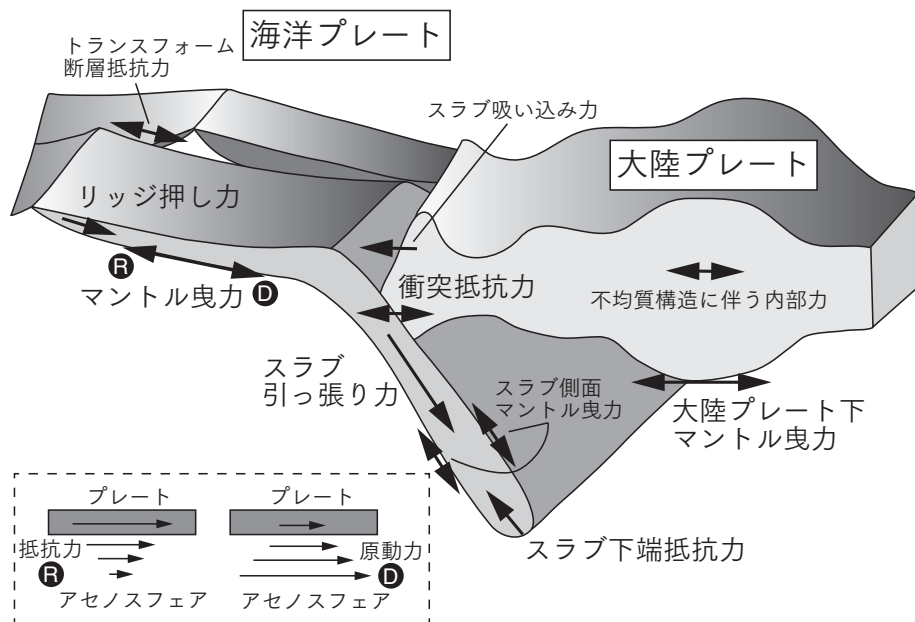 海洋プレート
トランスフォーム
断層抵抗力
スラブ吸い込み力
大陸プレート
リッジ押し力
R
マントル曳力
D
衝突抵抗力
不均質構造に伴う内部力
スラブ
引っ張り力
スラブ側面
マントル曳力
大陸プレート下
マントル曳力
スラブ下端抵抗力
プレート
プレート
抵抗力
R
原動力
D
アセノスフェア
アセノスフェア